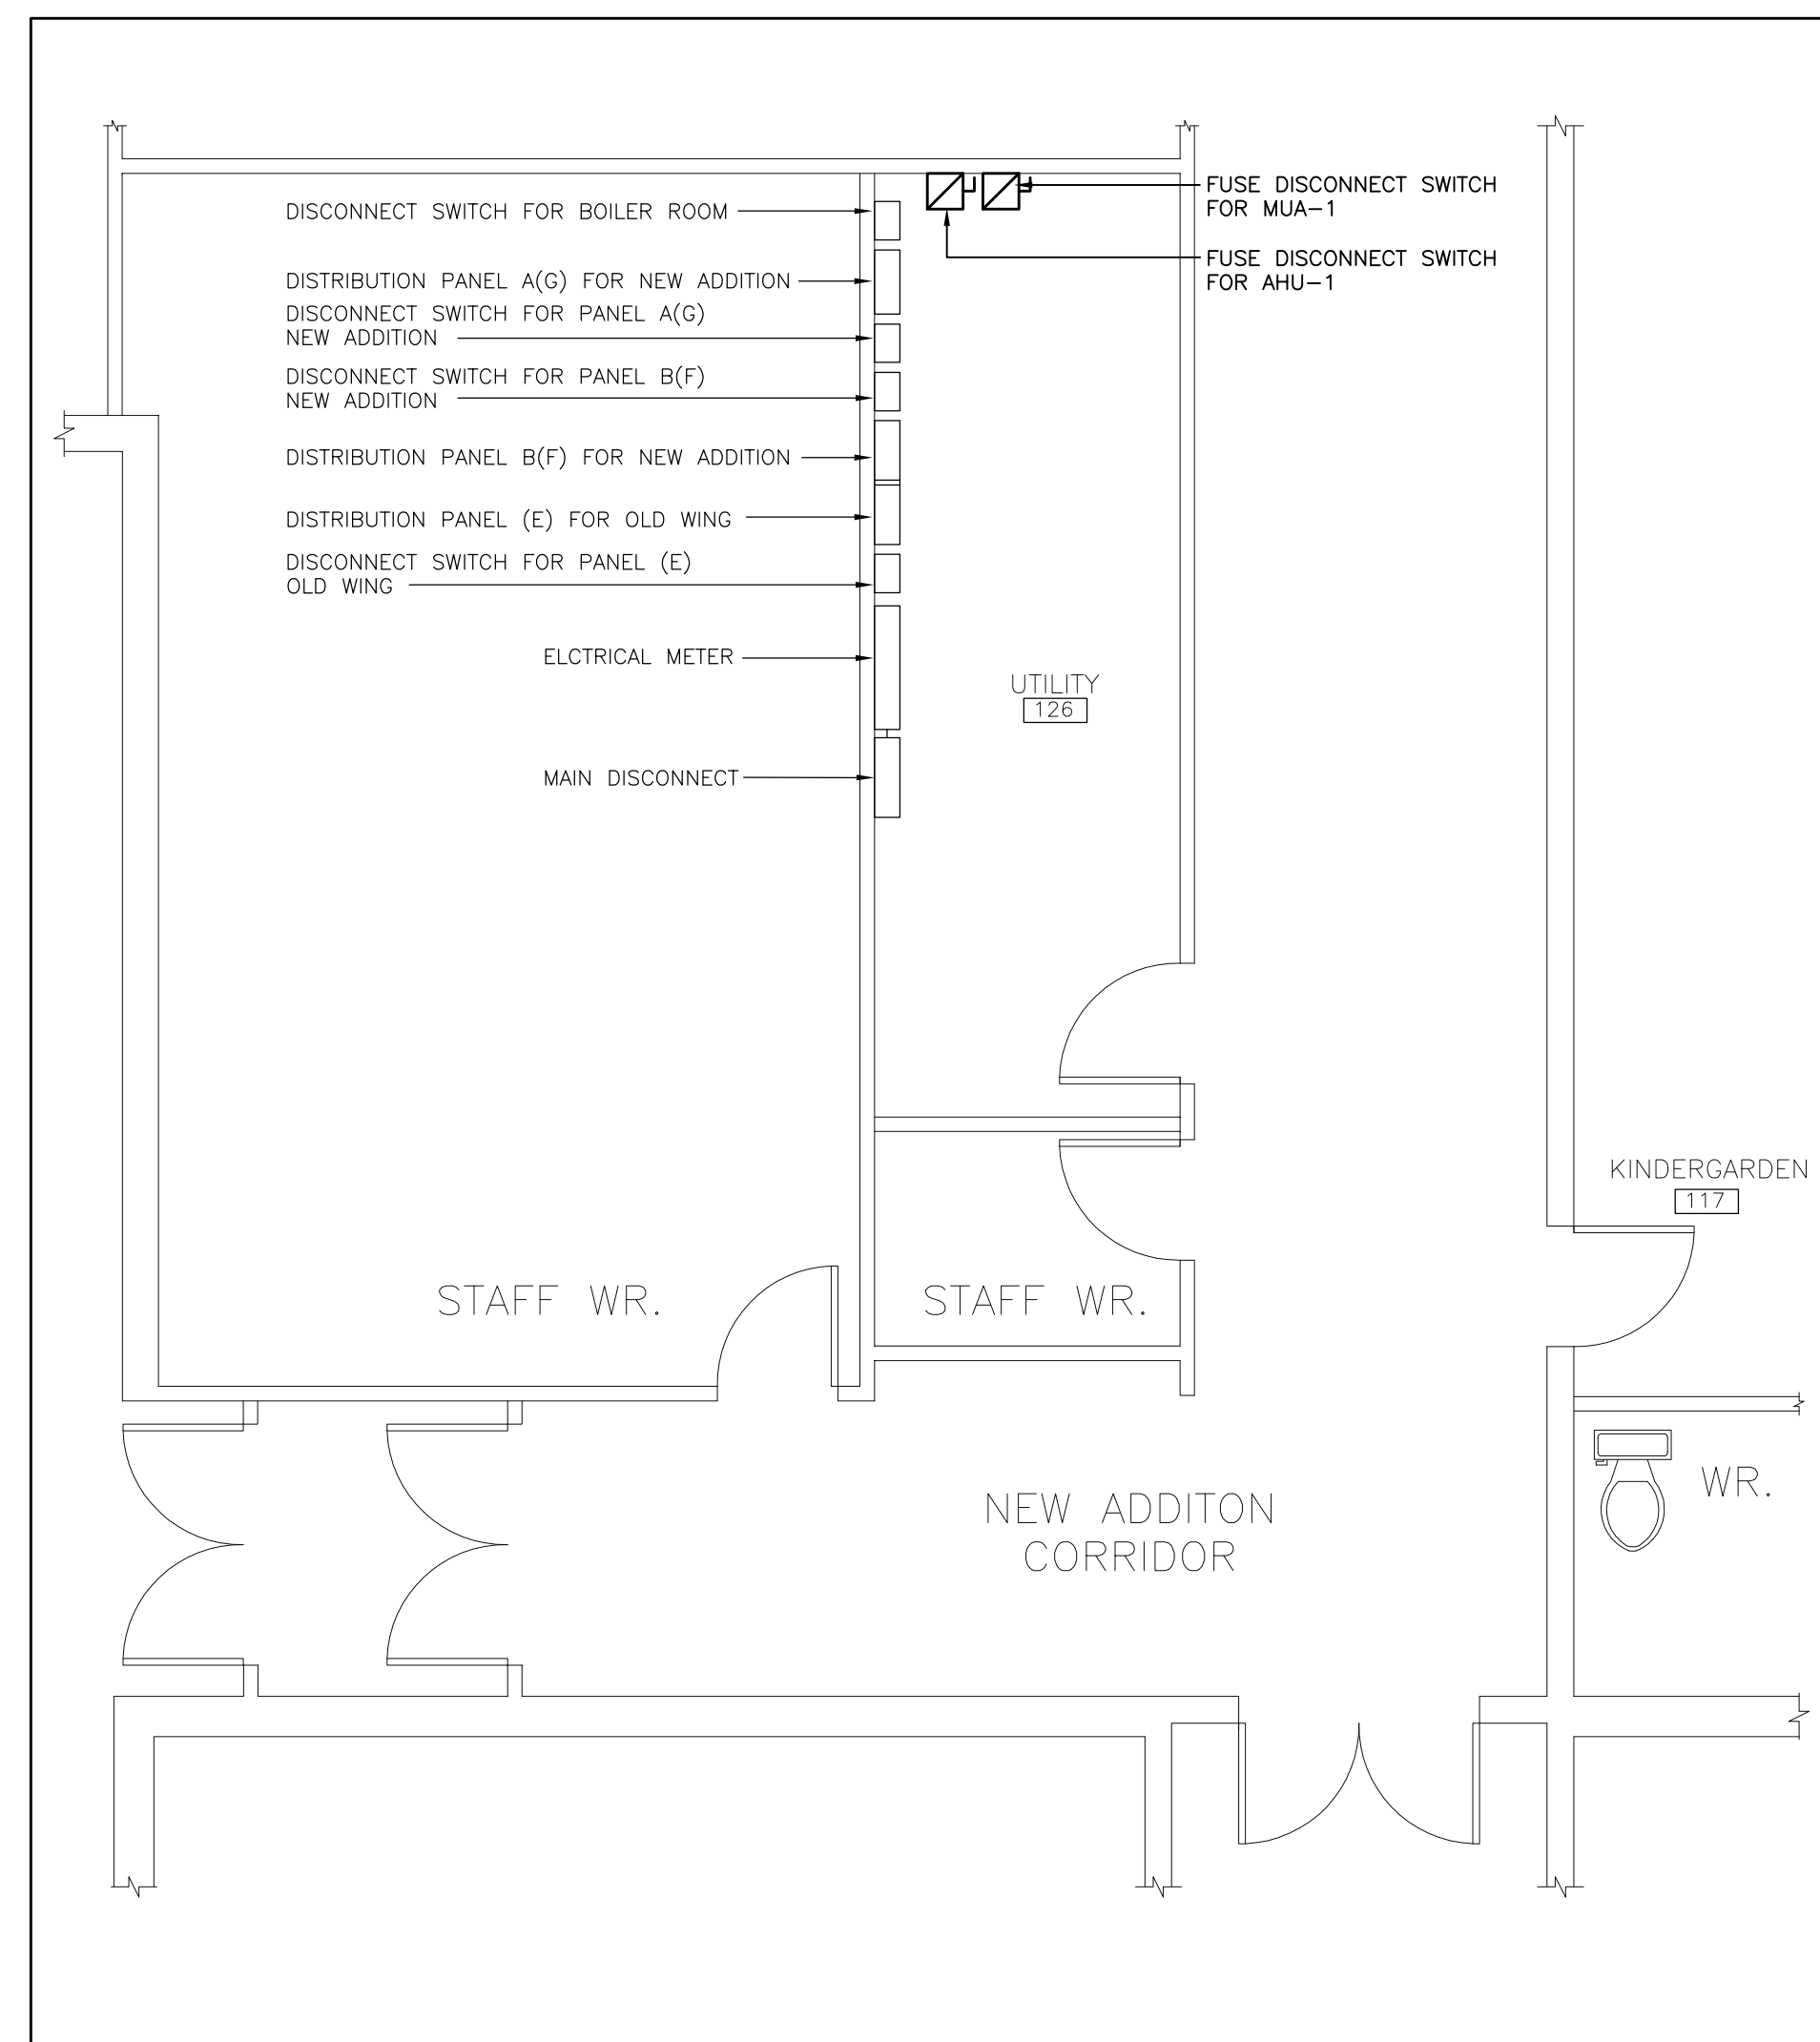 FUSE DISCONNECT SWITCH
FOR MUA-1
DISCONNECT SWITCH FOR BOILER ROOM
FUSE DISCONNECT SWITCH
FOR AHU-1
DISTRIBUTION PANEL A(G) FOR NEW ADDITION
DISCONNECT SWITCH FOR PANEL A(G)
NEW ADDITION
DISCONNECT SWITCH FOR PANEL B(F)
NEW ADDITION
DISTRIBUTION PANEL B(F) FOR NEW ADDITION
DISTRIBUTION PANEL (E) FOR OLD WING
DISCONNECT SWITCH FOR PANEL (E)
OLD WING
ELCTRICAL METER
UTILITY
126
MAIN DISCONNECT
KINDERGARDEN
117
STAFF WR.
STAFF WR.
WR.
NEW ADDITON
CORRIDOR